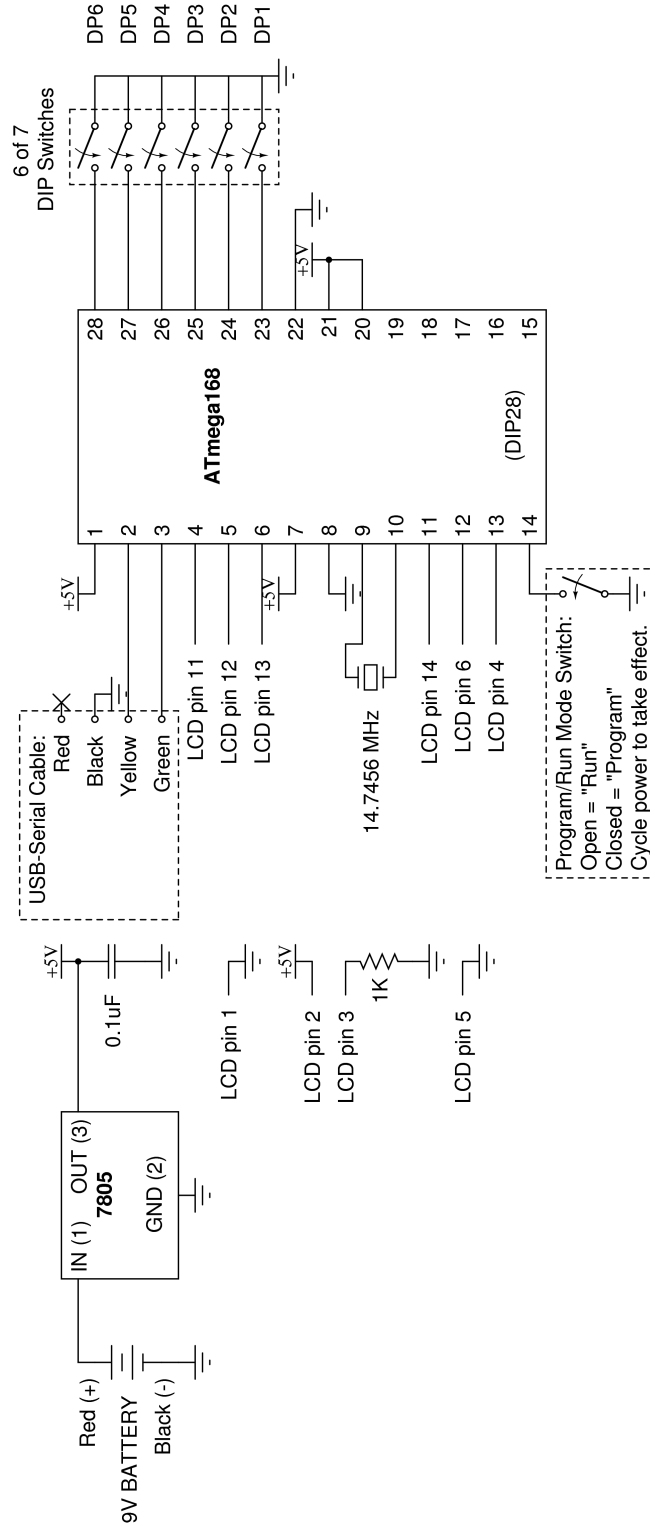 Red (+)
9V BATTERY
Black (-)
IN (1)
OUT (3)
7805
GND (2)
+5V
0.1uF
LCD pin 1
+5V
LCD pin 2
LCD pin 3
1K
LCD pin 5
USB-Serial Cable:
Red
Black
Yellow
Green
LCD pin 11
LCD pin 12
LCD pin 13
14.7456 MHz
LCD pin 14
LCD pin 6
LCD pin 4
+5V
+5V
Program/Run Mode Switch:
Open = "Run"
Closed = "Program"
Cycle power to take effect.
1
2
3
4
5
6
7
8
9
10
11
12
13
14
ATmega168
(DIP28)
28
27
26
25
24
23
22
21
20
19
18
17
16
15
+5V
6 of 7
DIP Switches
DP6
DP5
DP4
DP3
DP2
DP1